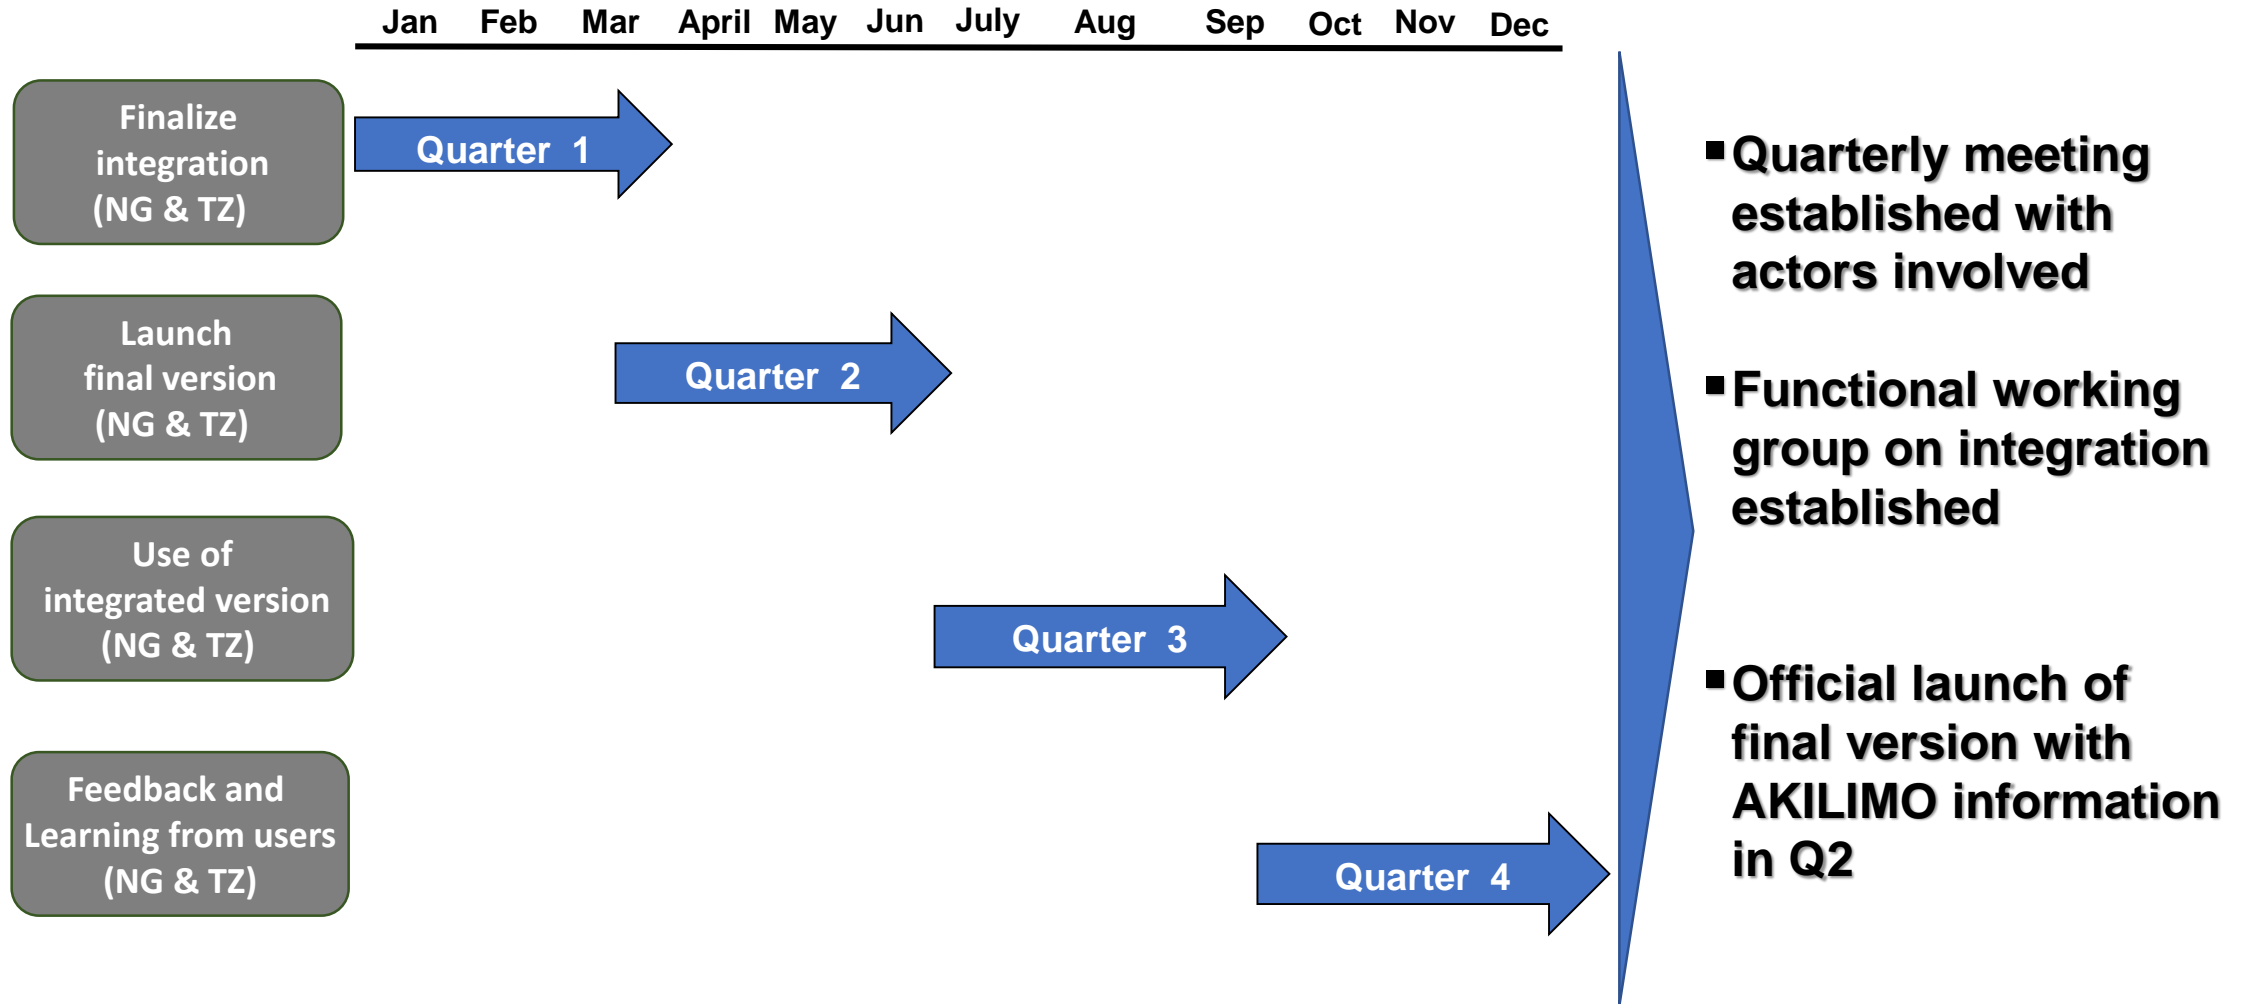 Jan Feb Mar April May Jun July Aug Sep Oct Nov Dec
Finalize
integration
(NG & TZ)
Quarter 1
Launch
final version
(NG & TZ)
Quarter 2
Use of
integrated version
(NG & TZ)
Quarter 3
Feedback and
Learning from users
(NG & TZ)
Quarter 4
▪Quarterly meeting
established with
actors involved
▪Functional working
group on integration
established
▪Official launch of
final version with
AKILIMO information
in Q2